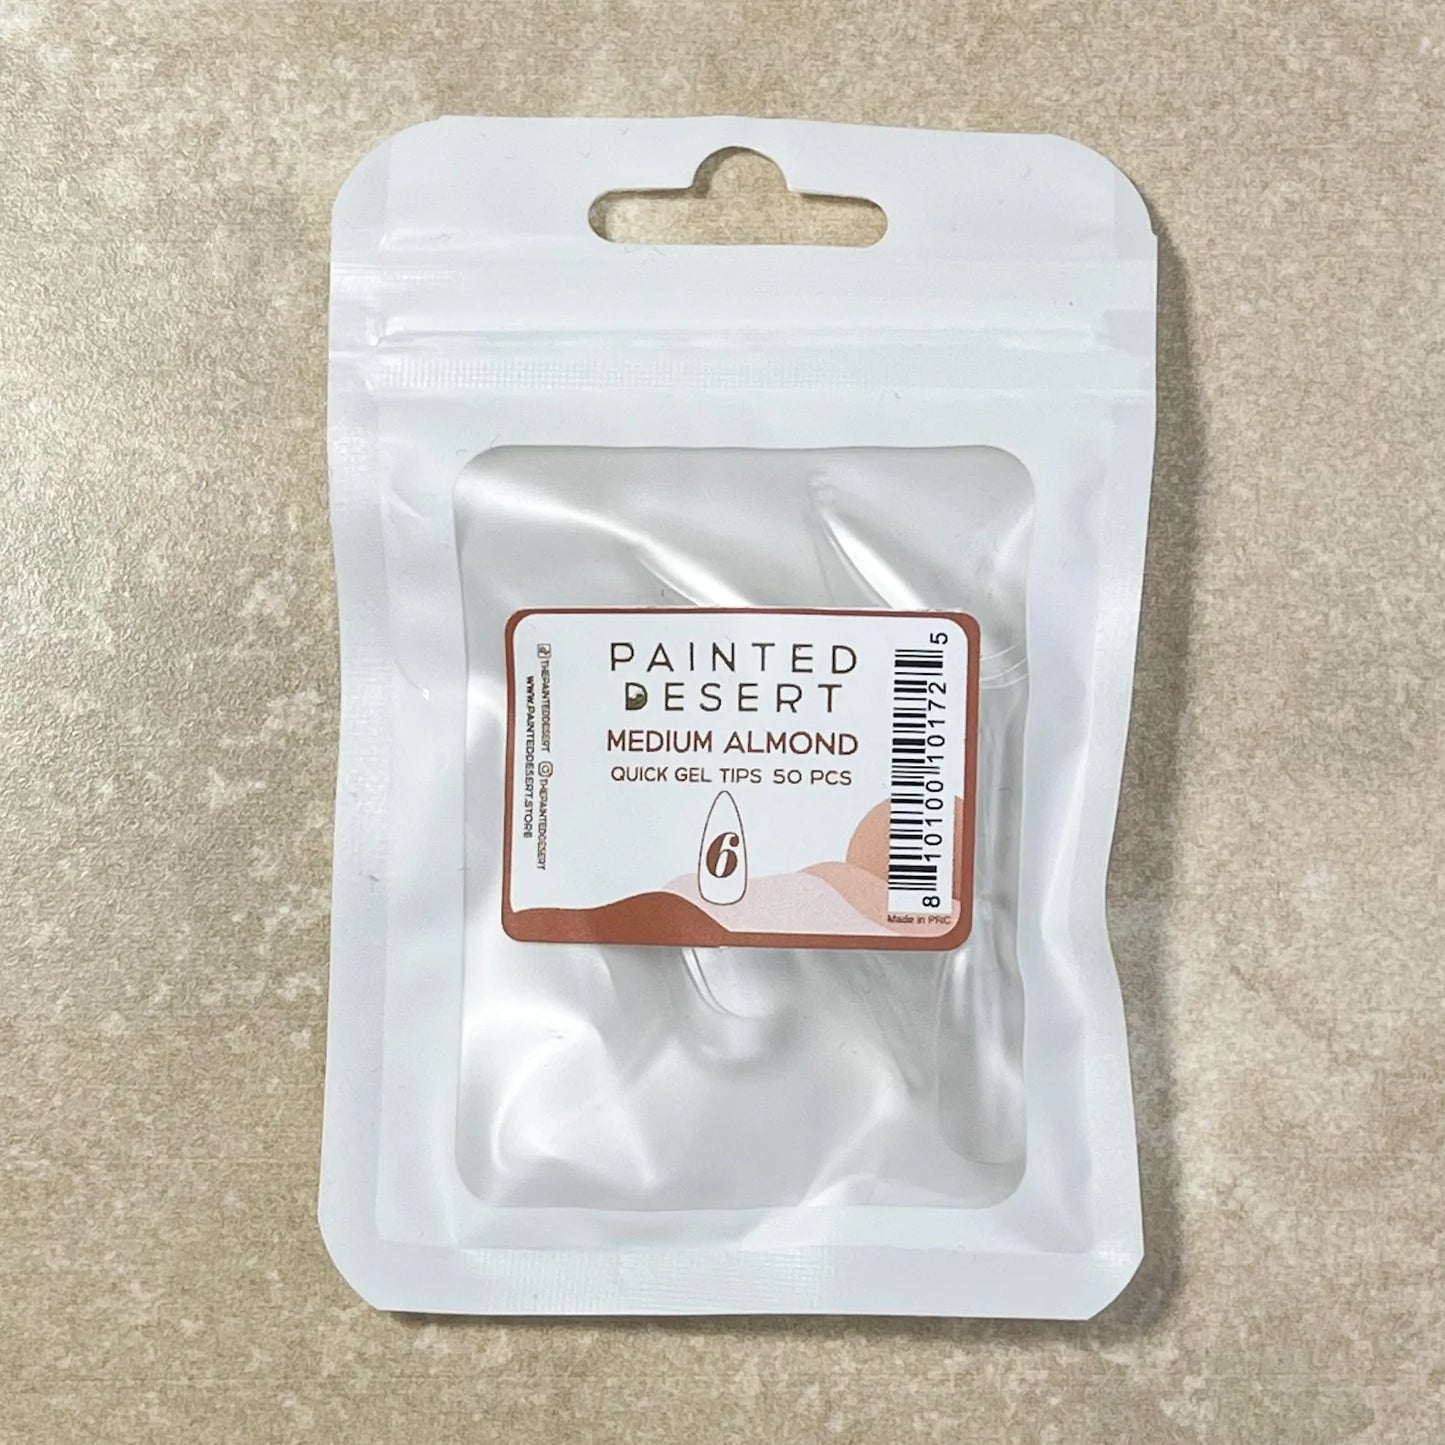 PAINTED
DESERT
MEDIUM ALMOND
QUICK GEL TIPS 50 PCS
6
THEPAINTEDDESERT THEPAINTEDDESERT
WWW.PAINTEDDESERT.STORE
8 10100 10172 5
Made in PRC